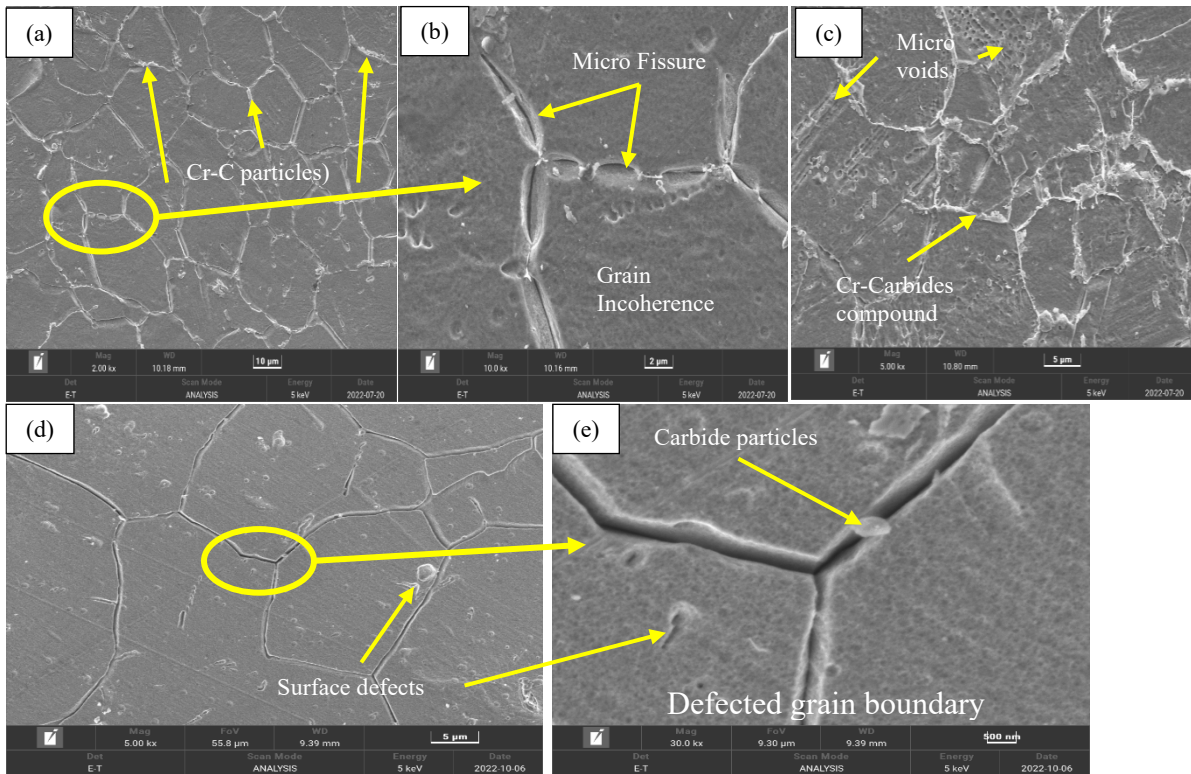 (a)
Cr-C particles)
Mag
WD
2.00 kx
10.18 mm
10 µm
Det
Scan Mode
Energy
Date
E-T
ANALYSIS
5 keV
2022-07-20
(b)
Micro Fissure
Grain
Incoherence
Mag
WD
10.0 kx
10.16 mm
2 µm
Det
Scan Mode
Energy
Date
E-T
ANALYSIS
5 keV
2022-07-20
(c)
Micro
voids
Cr-Carbides
compound
Mag
WD
5.00 kx
10.80 mm
5 µm
Det
Scan Mode
Energy
Date
E-T
ANALYSIS
5 keV
2022-07-20
(d)
Surface defects
Mag
FoV
WD
5.00 kx
55.8 µm
9.39 mm
5 µm
Det
Scan Mode
Energy
Date
E-T
ANALYSIS
5 keV
2022-10-06
(e)
Carbide particles
Defected grain boundary
Mag
FoV
WD
30.0 kx
9.30 µm
9.39 mm
500 nm
Det
Scan Mode
Energy
Date
E-T
ANALYSIS
5 keV
2022-10-06